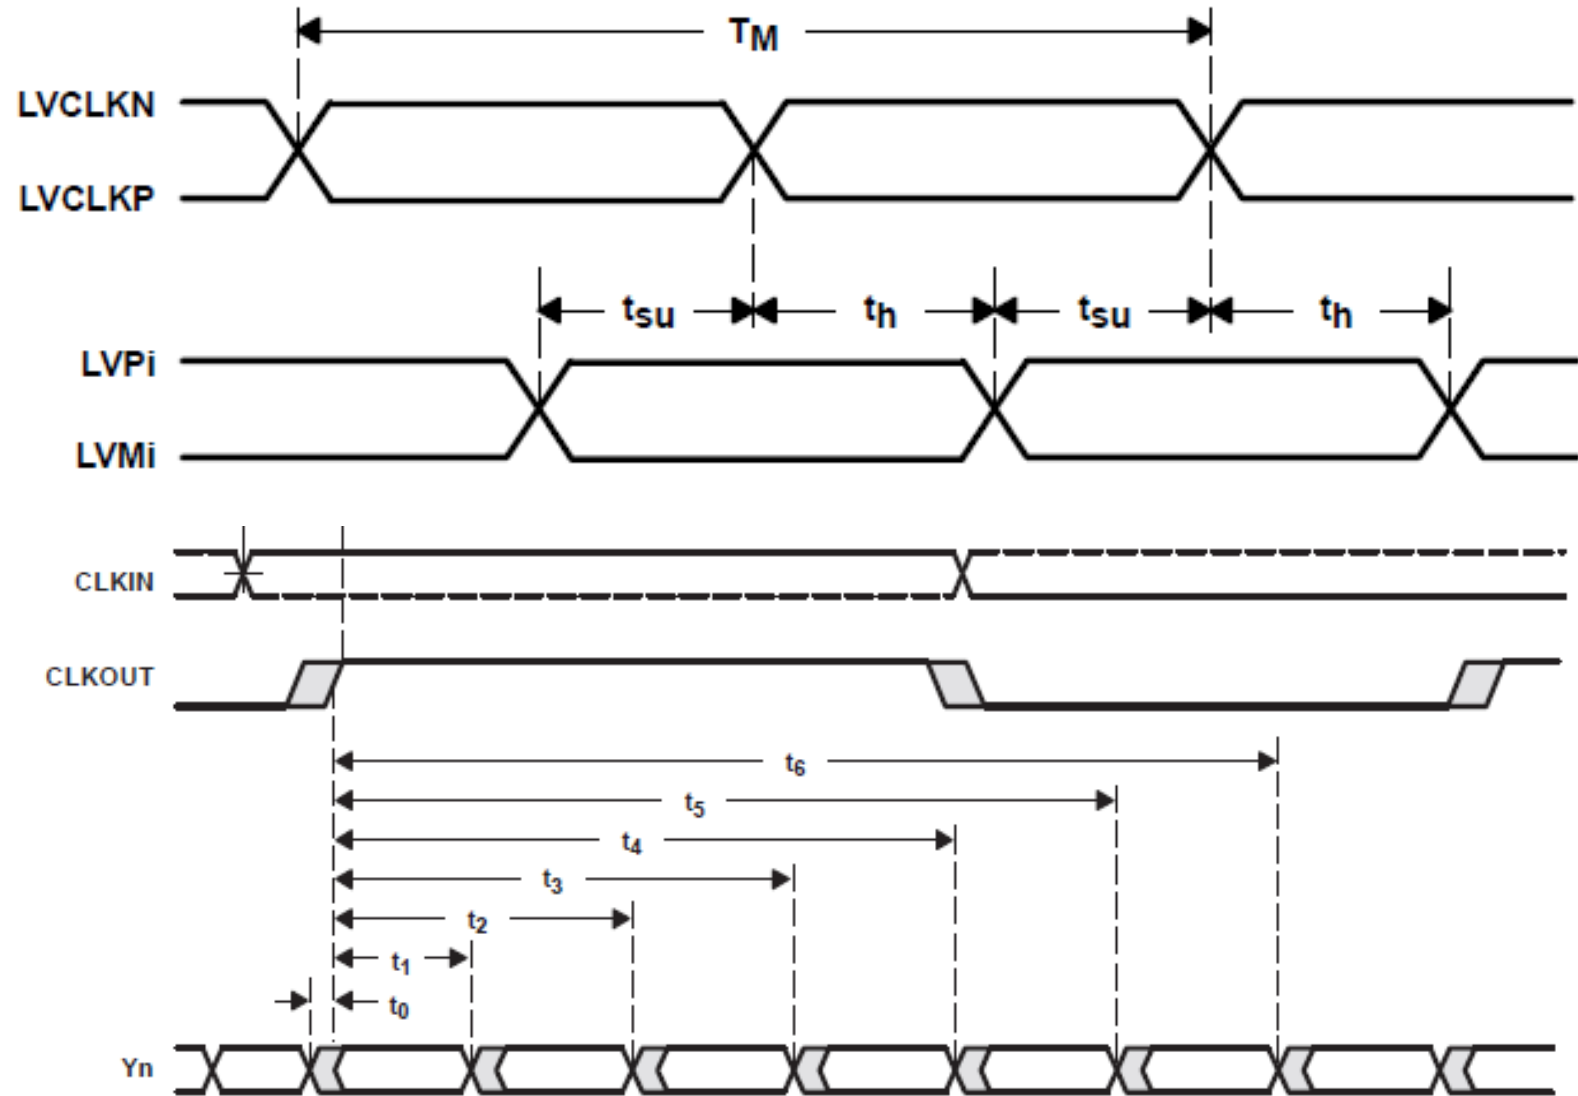 TM
LVCLKN
LVCLKP
tsu th tsu th
LVPi
LVMi
CLKIN
CLKOUT
t6
t5
t4
t3
t2
t1
t0
Yn